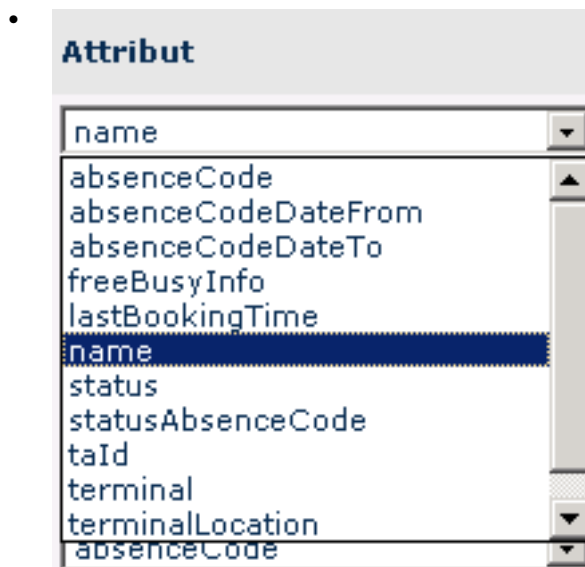 •
Attribut
name
absenceCode
absenceCodeDateFrom
absenceCodeDateTo
freeBusyInfo
lastBookingTime
name
status
statusAbsenceCode
taId
terminal
terminalLocation
absenceCode